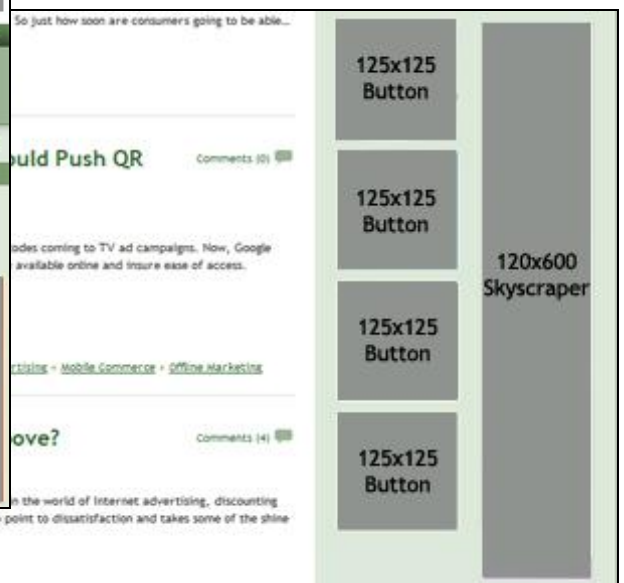 So just how soon are consumers going to be able...
ould Push QR
Comments (0)
odes coming to TV ad campaigns. Now, Google
available online and insure ease of access.
rtising • Mobile Commerce • Offline Marketing
ove?
Comments (4)
n the world of Internet advertising, discounting
point to dissatisfaction and takes some of the shine
125x125
Button
125x125
Button
125x125
Button
125x125
Button
120x600
Skyscraper